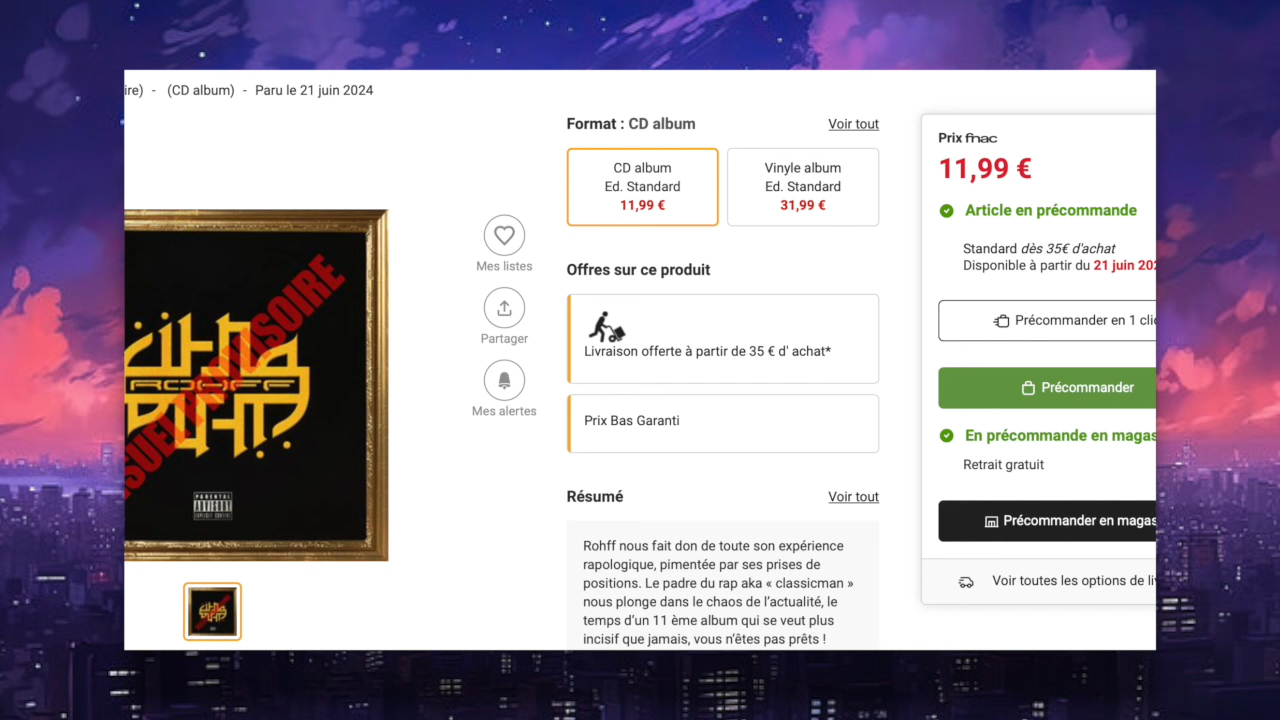 ire) - (CD album) - Paru le 21 juin 2024
Format : CD album
Voir tout
CD album
Ed. Standard
11,99 €
Vinyle album
Ed. Standard
31,99 €
Mes listes
Partager
Mes alertes
Offres sur ce produit
Livraison offerte à partir de 35 € d' achat*
Prix Bas Garanti
Résumé
Voir tout
Rohff nous fait don de toute son expérience
rapologique, pimentée par ses prises de
positions. Le padre du rap aka « classicman »
nous plonge dans le chaos de l’actualité, le
temps d’un 11 ème album qui se veut plus
incisif que jamais, vous n’êtes pas prêts !
Prix fnac
11,99 €
Article en précommande
Standard dès 35€ d'achat
Disponible à partir du 21 juin 202
Précommander en 1 clic
Précommander
En précommande en magas
Retrait gratuit
Précommander en magas
Voir toutes les options de li
ISUEL PROVISOIRE
ROHFF
PARENTAL
ADVISORY
EXPLICIT CONTENT